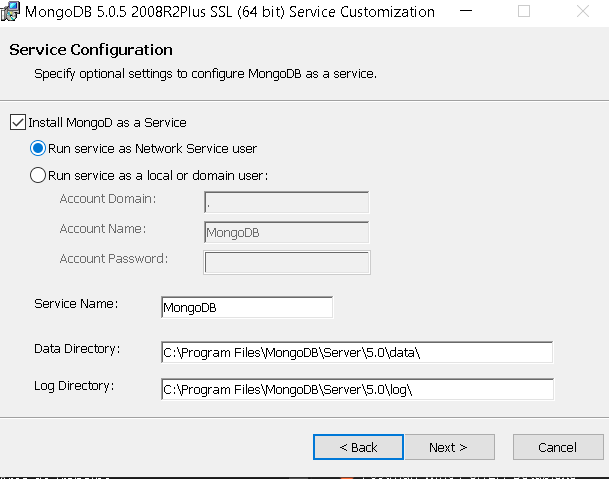 MongoDB 5.0.5 2008R2Plus SSL (64 bit) Service Customization
Service Configuration
Specify optional settings to configure MongoDB as a service.
Install MongoD as a Service
Run service as Network Service user
Run service as a local or domain user:
Account Domain: .
Account Name: MongoDB
Account Password:
Service Name: MongoDB
Data Directory: C:\Program Files\MongoDB\Server\5.0\data\
Log Directory: C:\Program Files\MongoDB\Server\5.0\log\
< Back Next > Cancel